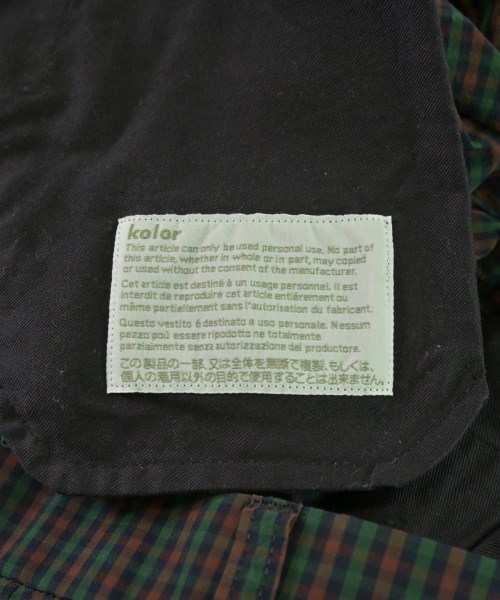 kolor
This article can only be used personal use. No part of
this article, whether in whole or in part, may copied
or used without the consent of the manufacturer.
Cet article est destiné à un usage personnel. Il est
interdit de reproduire cet article entièrement ou
même partiellement sans l'autorisation du fabricant.
Questo vestito é destinato a uso personale. Nessum
pezzo può essere ripodotto ne totalmente
parzialmente senzi autorizzazione del productore.
この製品の一部、又は全体を無断で複製、もしくは、
個人の着用以外の目的で使用することは出来ません。